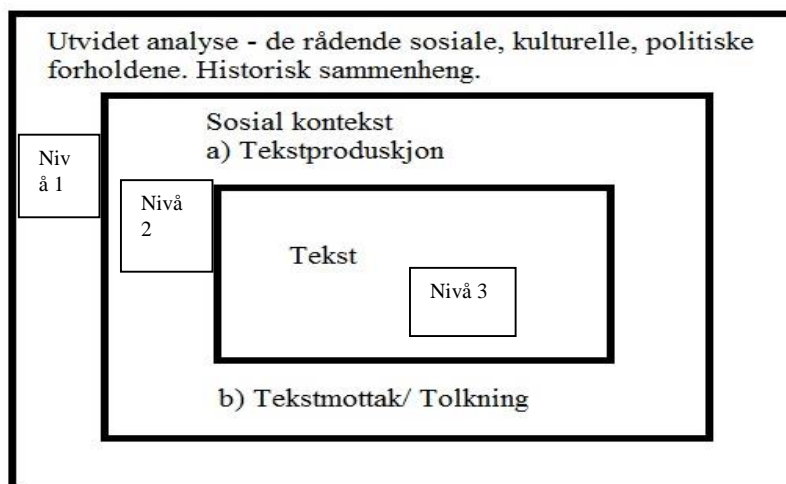 Utvidet analyse - de rådende sosiale, kulturelle, politiske
forholdene. Historisk sammenheng.
Sosial kontekst
a) Tekstproduskjon
Niv
å 1
Nivå
2
Tekst
Nivå 3
b) Tekstmottak/ Tolkning